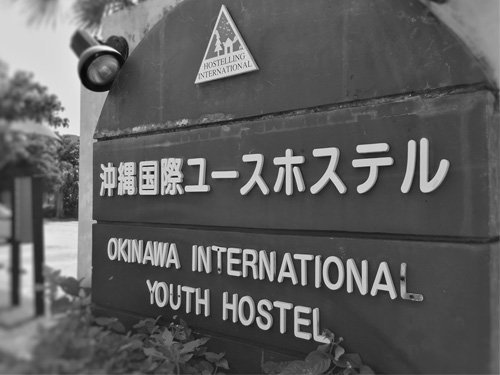 HOSTELLING
INTERNATIONAL
沖縄国際ユースホステル
OKINAWA INTERNATIONAL
YOUTH HOSTEL